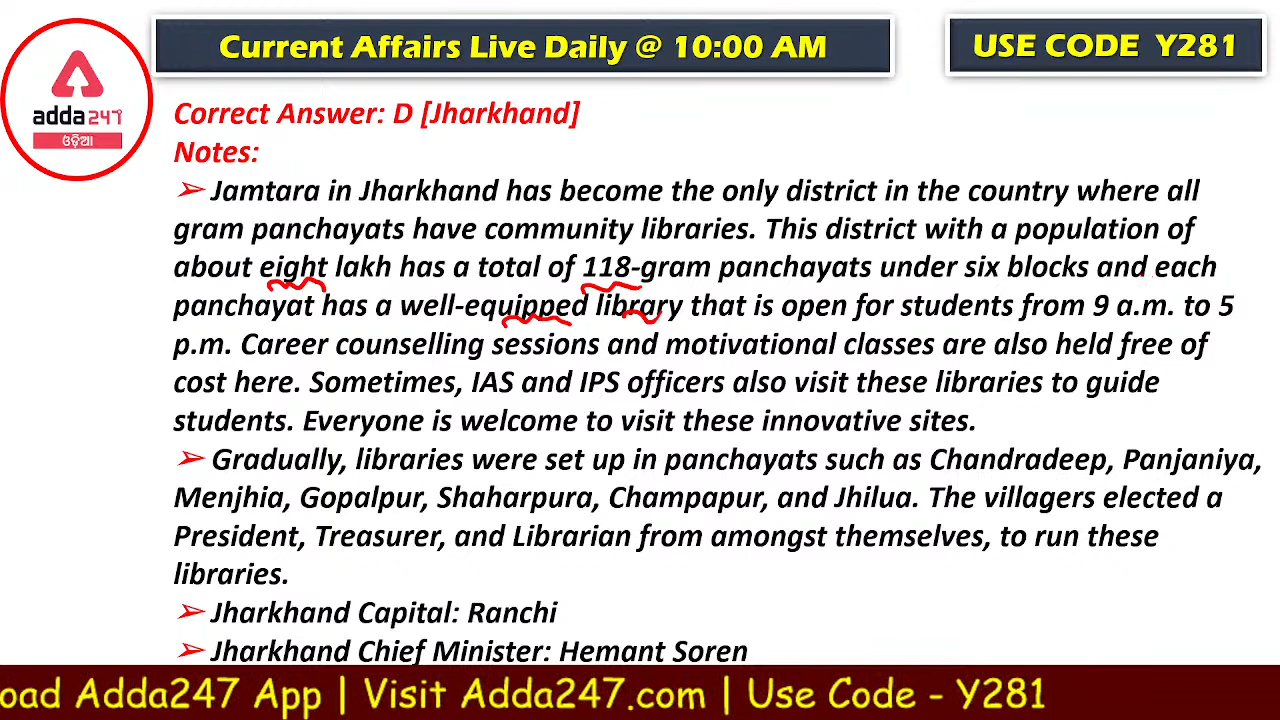 Current Affairs Live Daily @ 10:00 AM
USE CODE Y281
adda247
ଓଡ଼ିଆ
Correct Answer: D [Jharkhand]
Notes:
➢ Jamtara in Jharkhand has become the only district in the country where all
gram panchayats have community libraries. This district with a population of
about eight lakh has a total of 118-gram panchayats under six blocks and each
panchayat has a well-equipped library that is open for students from 9 a.m. to 5
p.m. Career counselling sessions and motivational classes are also held free of
cost here. Sometimes, IAS and IPS officers also visit these libraries to guide
students. Everyone is welcome to visit these innovative sites.
➢ Gradually, libraries were set up in panchayats such as Chandradeep, Panjaniya,
Menjhia, Gopalpur, Shaharpura, Champapur, and Jhilua. The villagers elected a
President, Treasurer, and Librarian from amongst themselves, to run these
libraries.
➢ Jharkhand Capital: Ranchi
➢ Jharkhand Chief Minister: Hemant Soren
oad Adda247 App | Visit Adda247.com | Use Code - Y281